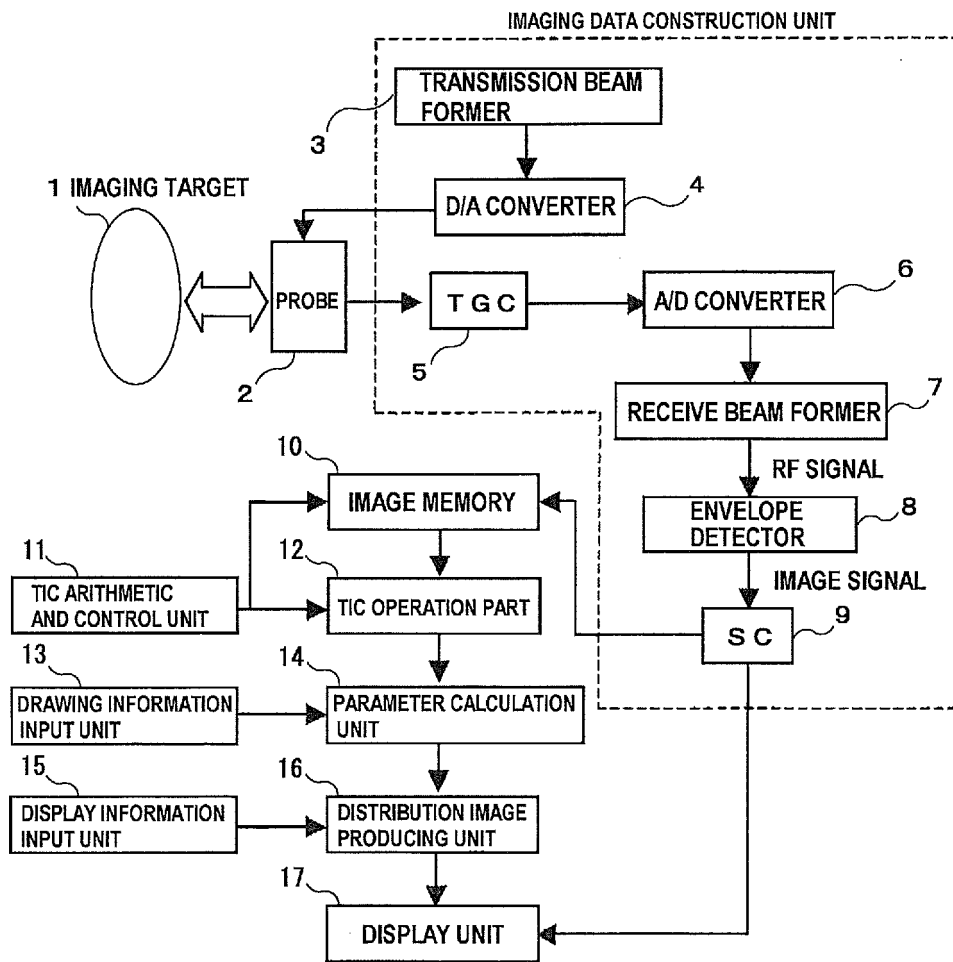 IMAGING DATA CONSTRUCTION UNIT
TRANSMISSION BEAM
FORMER
3
1 IMAGING TARGET
D/A CONVERTER
4
PROBE
2
T G C
5
6
A/D CONVERTER
RECEIVE BEAM FORMER
7
RF SIGNAL
10
IMAGE MEMORY
ENVELOPE
DETECTOR
8
11
TIC ARITHMETIC
AND CONTROL UNIT
12
TIC OPERATION PART
IMAGE SIGNAL
S C
9
13
DRAWING INFORMATION
INPUT UNIT
14
PARAMETER CALCULATION
UNIT
15
DISPLAY INFORMATION
INPUT UNIT
16
DISTRIBUTION IMAGE
PRODUCING UNIT
17
DISPLAY UNIT